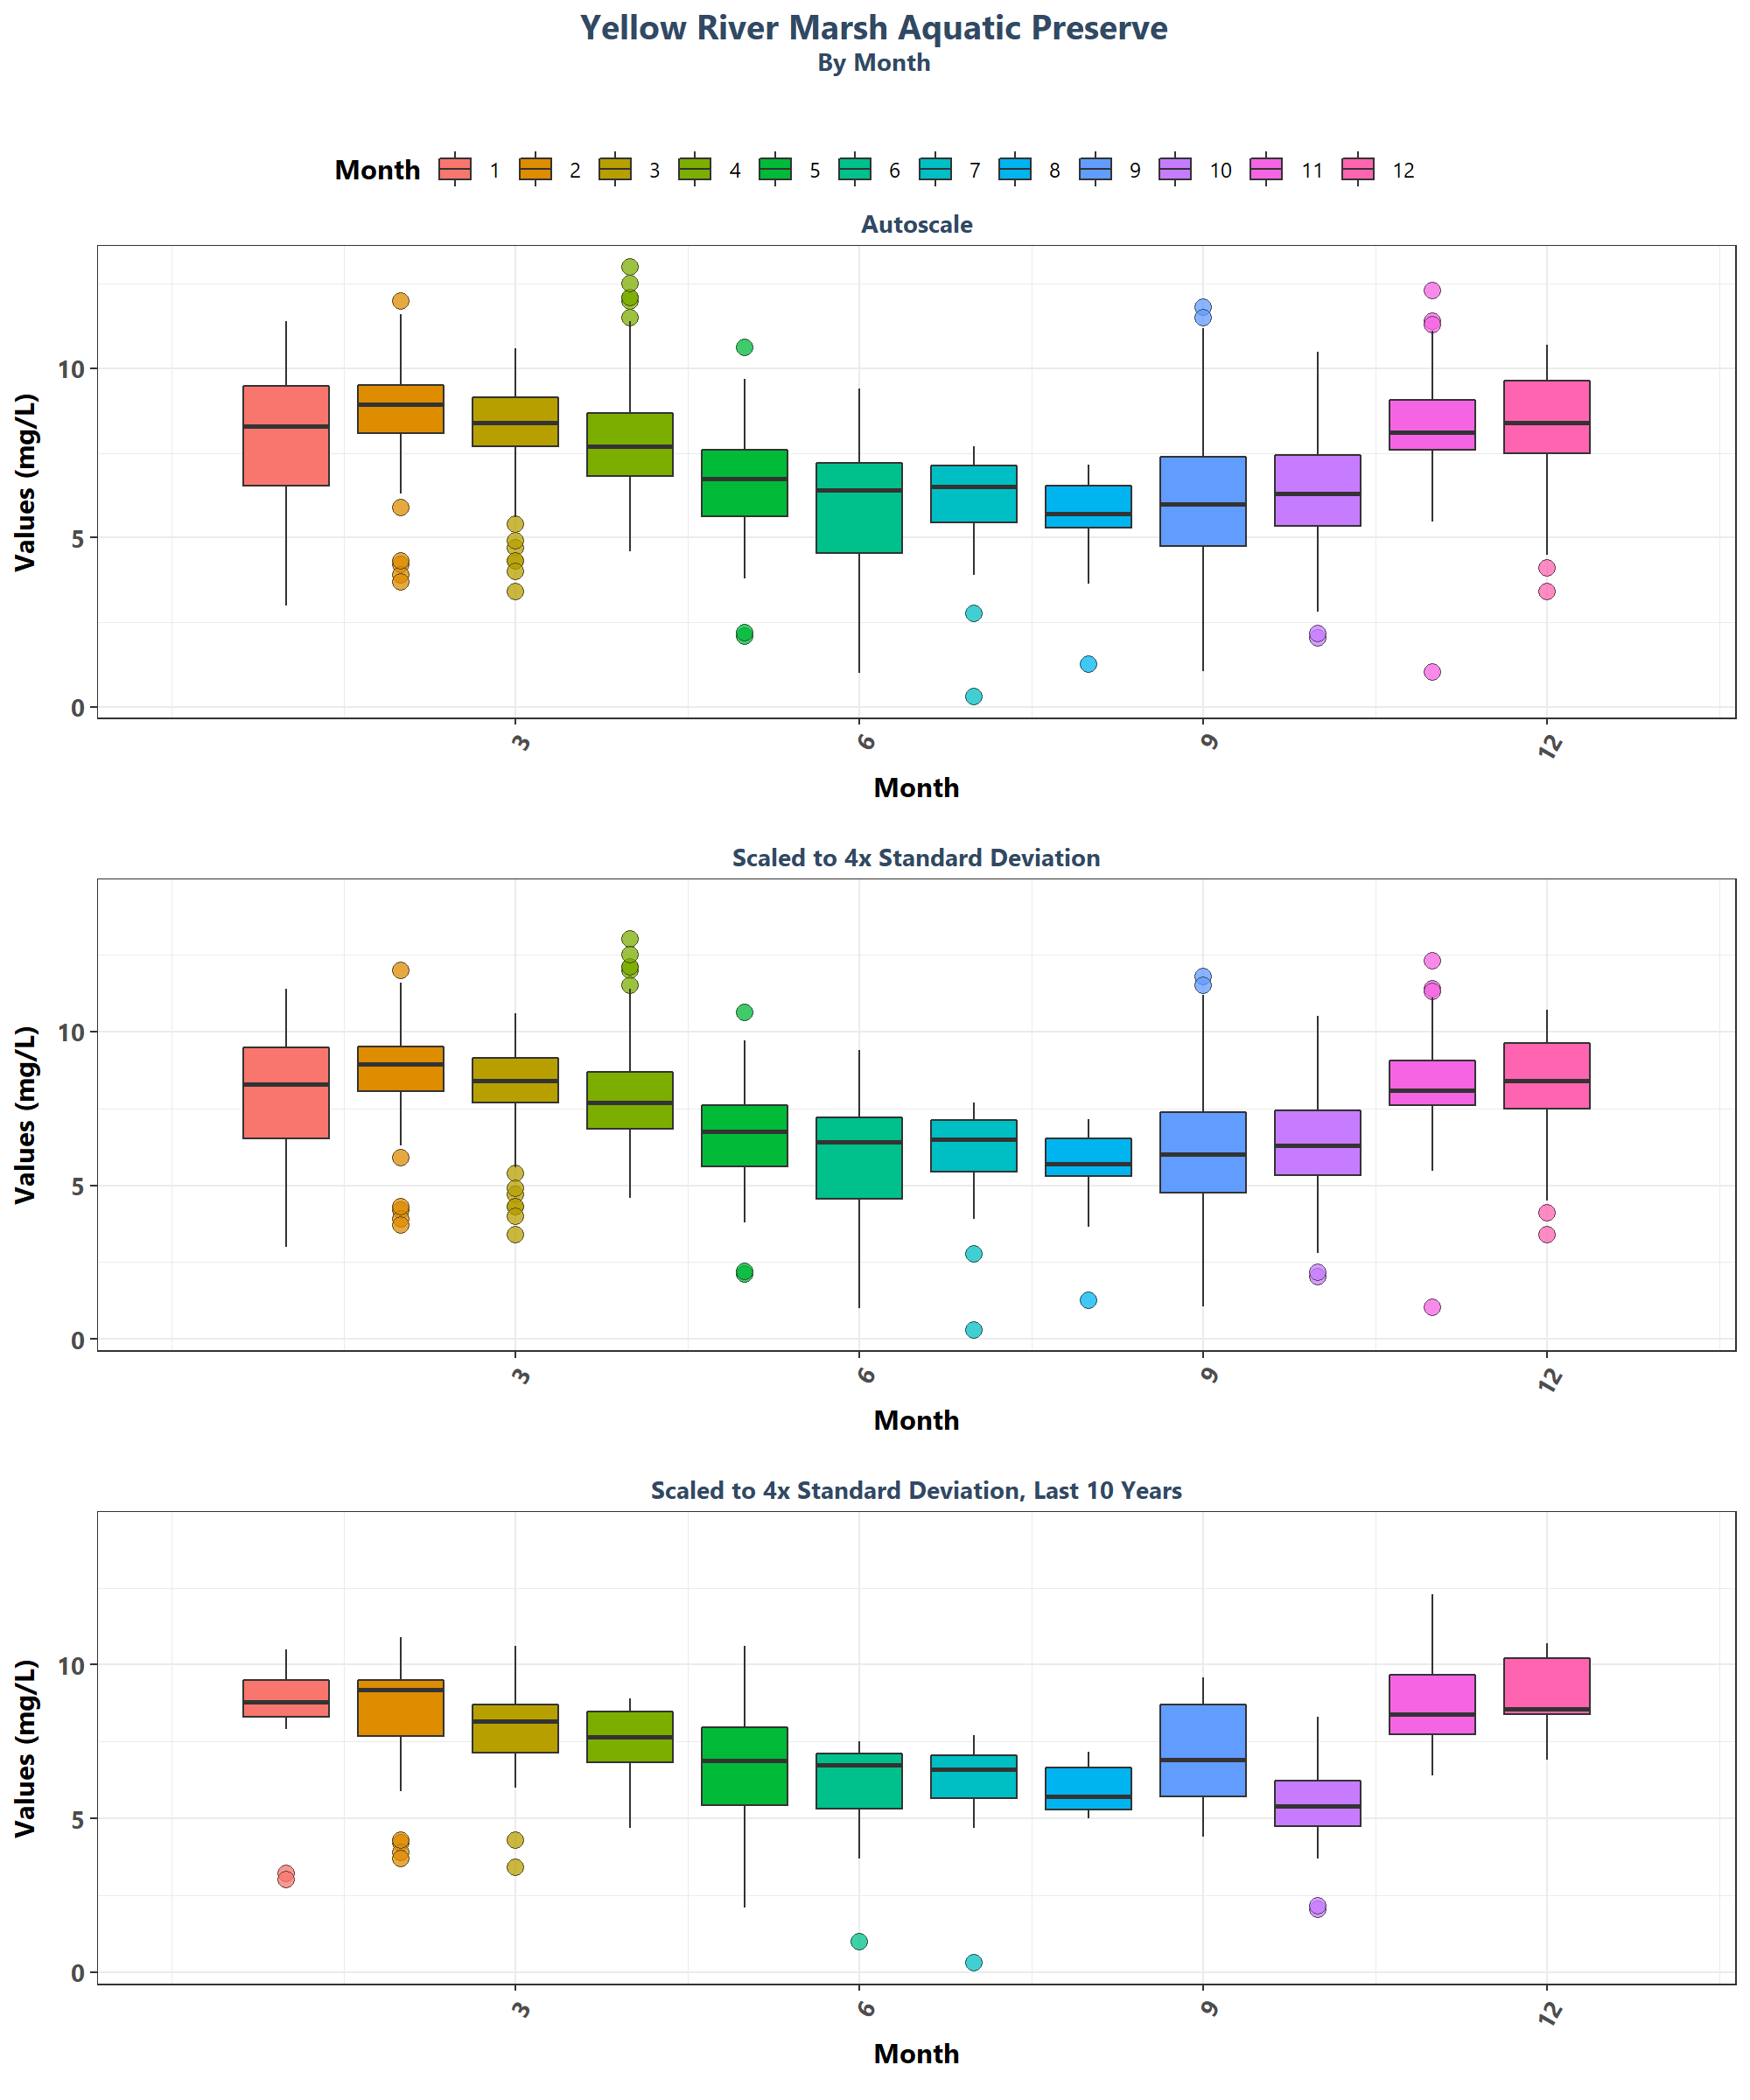 Yellow River Marsh Aquatic Preserve
By Month
Month 1 2 3 4 5 6 7 8 9 10 11 12
Autoscale
Values (mg/L)
10
5
0
3 6 9 12
Month
Scaled to 4x Standard Deviation
Values (mg/L)
10
5
0
3 6 9 12
Month
Scaled to 4x Standard Deviation, Last 10 Years
Values (mg/L)
10
5
0
3 6 9 12
Month